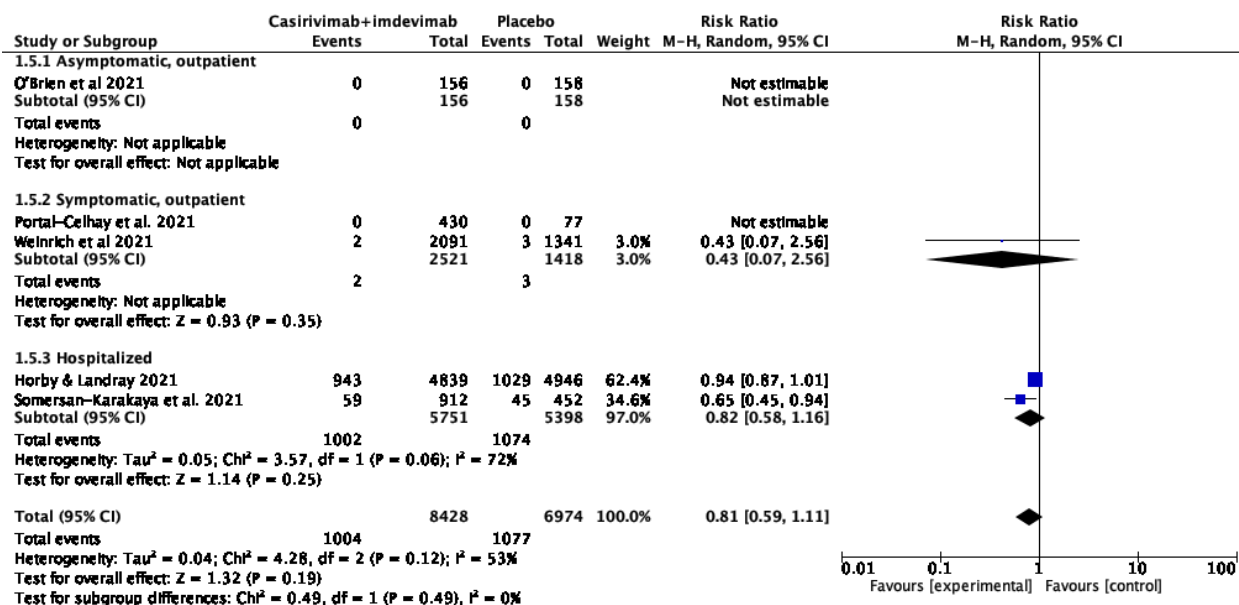 Casirivimab+imdevimab Placebo Risk Ratio Risk Ratio
Study or Subgroup Events Total Events Total Weight M-H, Random, 95% CI M-H, Random, 95% CI
1.5.1 Asymptomatic, outpatient
O'Brien et al 2021 0 156 0 158 Not estimable
Subtotal (95% CI) 156 158 Not estimable
Total events 0 0
Heterogeneity: Not applicable
Test for overall effect: Not applicable
1.5.2 Symptomatic, outpatient
Portal-Celhay et al. 2021 0 430 0 77 Not estimable
Weinrich et al 2021 2 2091 3 1341 3.0% 0.43 [0.07, 2.56]
Subtotal (95% CI) 2521 1418 3.0% 0.43 [0.07, 2.56]
Total events 2 3
Heterogeneity: Not applicable
Test for overall effect: Z = 0.93 (P = 0.35)
1.5.3 Hospitalized
Horby & Landray 2021 943 4839 1029 4946 62.4% 0.94 [0.87, 1.01]
Somersan-Karakaya et al. 2021 59 912 45 452 34.6% 0.65 [0.45, 0.94]
Subtotal (95% CI) 5751 5398 97.0% 0.82 [0.58, 1.16]
Total events 1002 1074
Heterogeneity: Tau² = 0.05; Chi² = 3.57, df = 1 (P = 0.06); I² = 72%
Test for overall effect: Z = 1.14 (P = 0.25)
Total (95% CI) 8428 6974 100.0% 0.81 [0.59, 1.11]
Total events 1004 1077
Heterogeneity: Tau² = 0.04; Chi² = 4.28, df = 2 (P = 0.12); I² = 53%
Test for overall effect: Z = 1.32 (P = 0.19)
Test for subgroup differences: Chi² = 0.49, df = 1 (P = 0.49), I² = 0%
0.01 0.1 1 10 100
Favours [experimental] Favours [control]